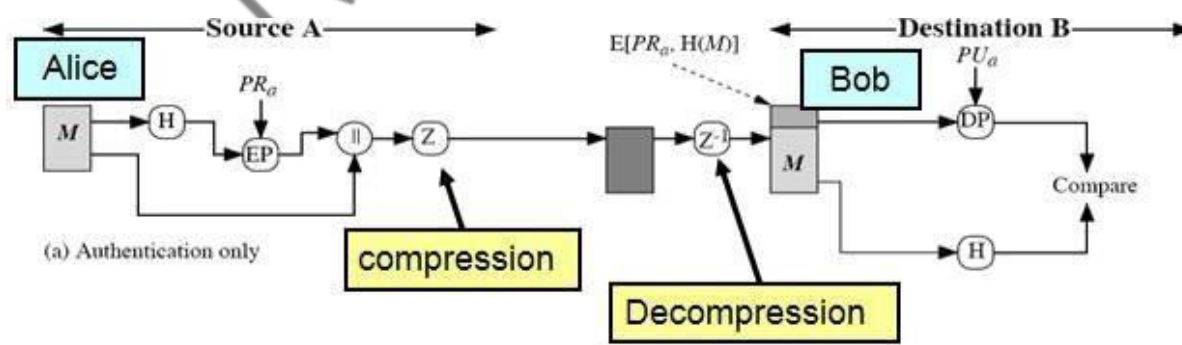 Source A
Destination B
E[PRₐ, H(M)]
Alice
Bob
PRₐ
PUₐ
M
H
EP
||
Z
Z⁻¹
M
DP
Compare
H
(a) Authentication only
compression
Decompression